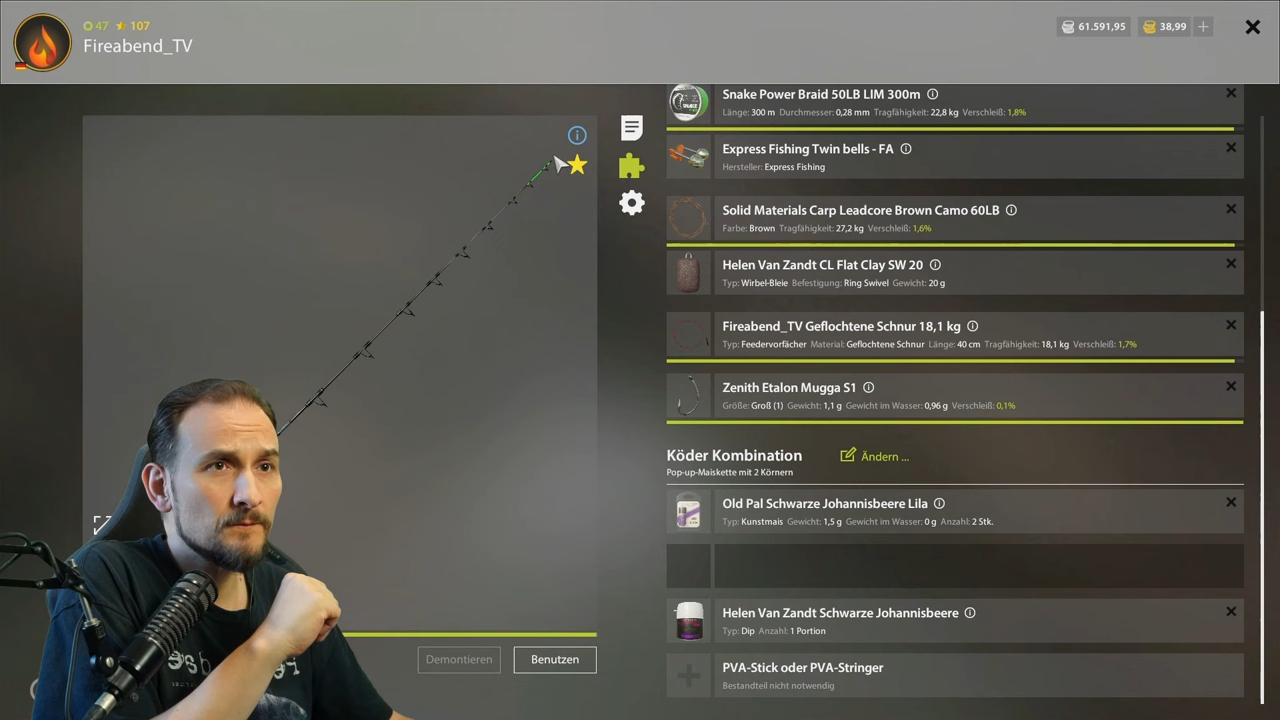 47 107
Fireabend_TV
61.591,95
38,99
Snake Power Braid 50LB LIM 300m
Länge: 300 m Durchmesser: 0,28 mm Tragfähigkeit: 22,8 kg Verschleiß: 1,8%
Express Fishing Twin bells - FA
Hersteller: Express Fishing
Solid Materials Carp Leadcore Brown Camo 60LB
Farbe: Brown Tragfähigkeit: 27,2 kg Verschleiß: 1,6%
Helen Van Zandt CL Flat Clay SW 20
Typ: Wirbel-Bleie Befestigung: Ring Swivel Gewicht: 20 g
Fireabend_TV Geflochtene Schnur 18,1 kg
Typ: Feedervorfächer Material: Geflochtene Schnur Länge: 40 cm Tragfähigkeit: 18,1 kg Verschleiß: 1,7%
Zenith Etalon Mugga S1
Größe: Groß (1) Gewicht: 1,1 g Gewicht im Wasser: 0,96 g Verschleiß: 0,1%
Köder Kombination
Ändern ...
Pop-up-Maiskette mit 2 Körnern
Old Pal Schwarze Johannisbeere Lila
Typ: Kunstmais Gewicht: 1,5 g Gewicht im Wasser: 0 g Anzahl: 2 Stk.
Helen Van Zandt Schwarze Johannisbeere
Typ: Dip Anzahl: 1 Portion
PVA-Stick oder PVA-Stringer
Bestandteil nicht notwendig
Demontieren
Benutzen